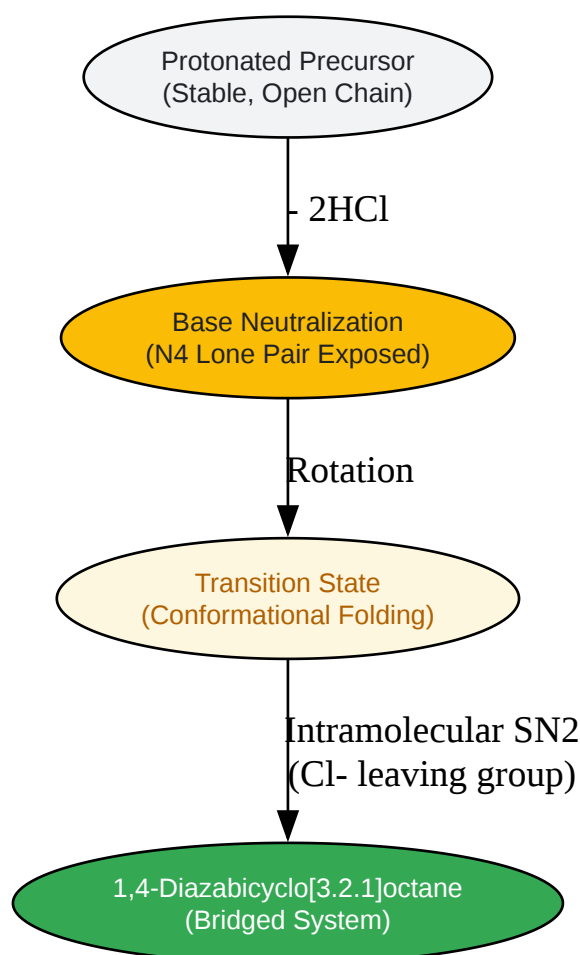 Protonated Precursor
(Stable, Open Chain)
- 2HCl
Base Neutralization
(N4 Lone Pair Exposed)
Rotation
Transition State
(Conformational Folding)
Intramolecular SN2
(Cl- leaving group)
1,4-Diazabicyclo[3.2.1]octane
(Bridged System)